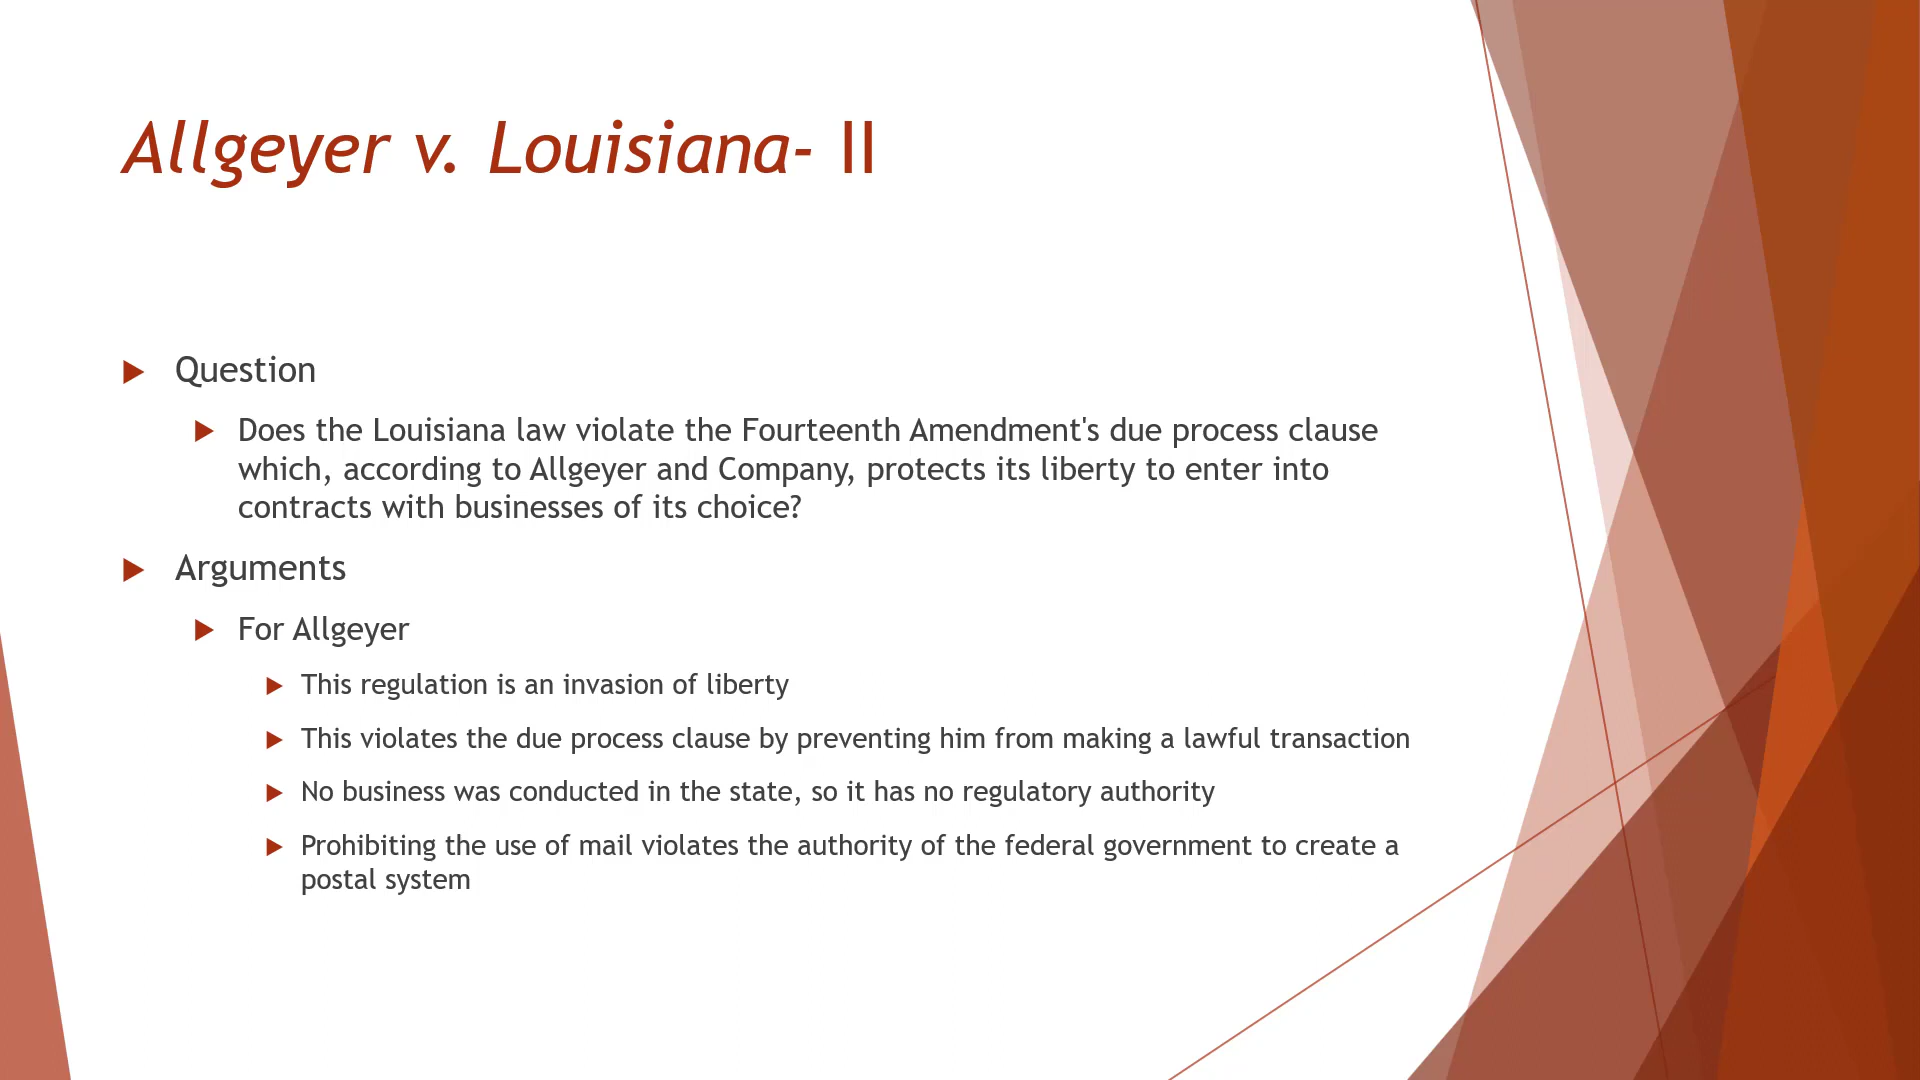 Allgeyer v. Louisiana- II
Question
Does the Louisiana law violate the Fourteenth Amendment's due process clause
which, according to Allgeyer and Company, protects its liberty to enter into
contracts with businesses of its choice?
Arguments
For Allgeyer
This regulation is an invasion of liberty
This violates the due process clause by preventing him from making a lawful transaction
No business was conducted in the state, so it has no regulatory authority
Prohibiting the use of mail violates the authority of the federal government to create a
postal system